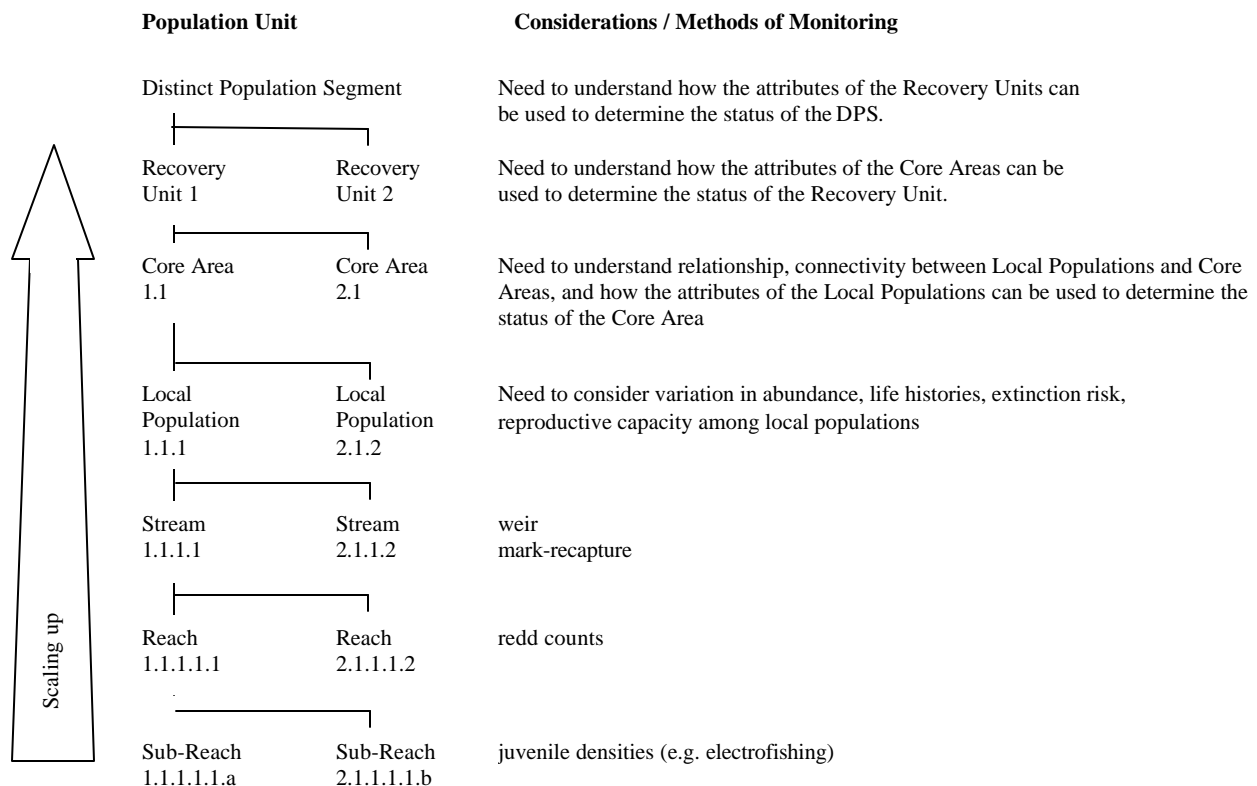 Population Unit Considerations / Methods of Monitoring
Distinct Population Segment Need to understand how the attributes of the Recovery Units can
be used to determine the status of the DPS.
Recovery Recovery Need to understand how the attributes of the Core Areas can be
Unit 1 Unit 2 used to determine the status of the Recovery Unit.
Core Area Core Area Need to understand relationship, connectivity between Local Populations and Core
1.1 2.1 Areas, and how the attributes of the Local Populations can be used to determine the
status of the Core Area
Local Local Need to consider variation in abundance, life histories, extinction risk,
Population Population reproductive capacity among local populations
1.1.1 2.1.2
Stream Stream weir
1.1.1.1 2.1.1.2 mark-recapture
Scaling up
Reach Reach redd counts
1.1.1.1.1 2.1.1.1.2
Sub-Reach Sub-Reach juvenile densities (e.g. electrofishing)
1.1.1.1.1.a 2.1.1.1.1.b